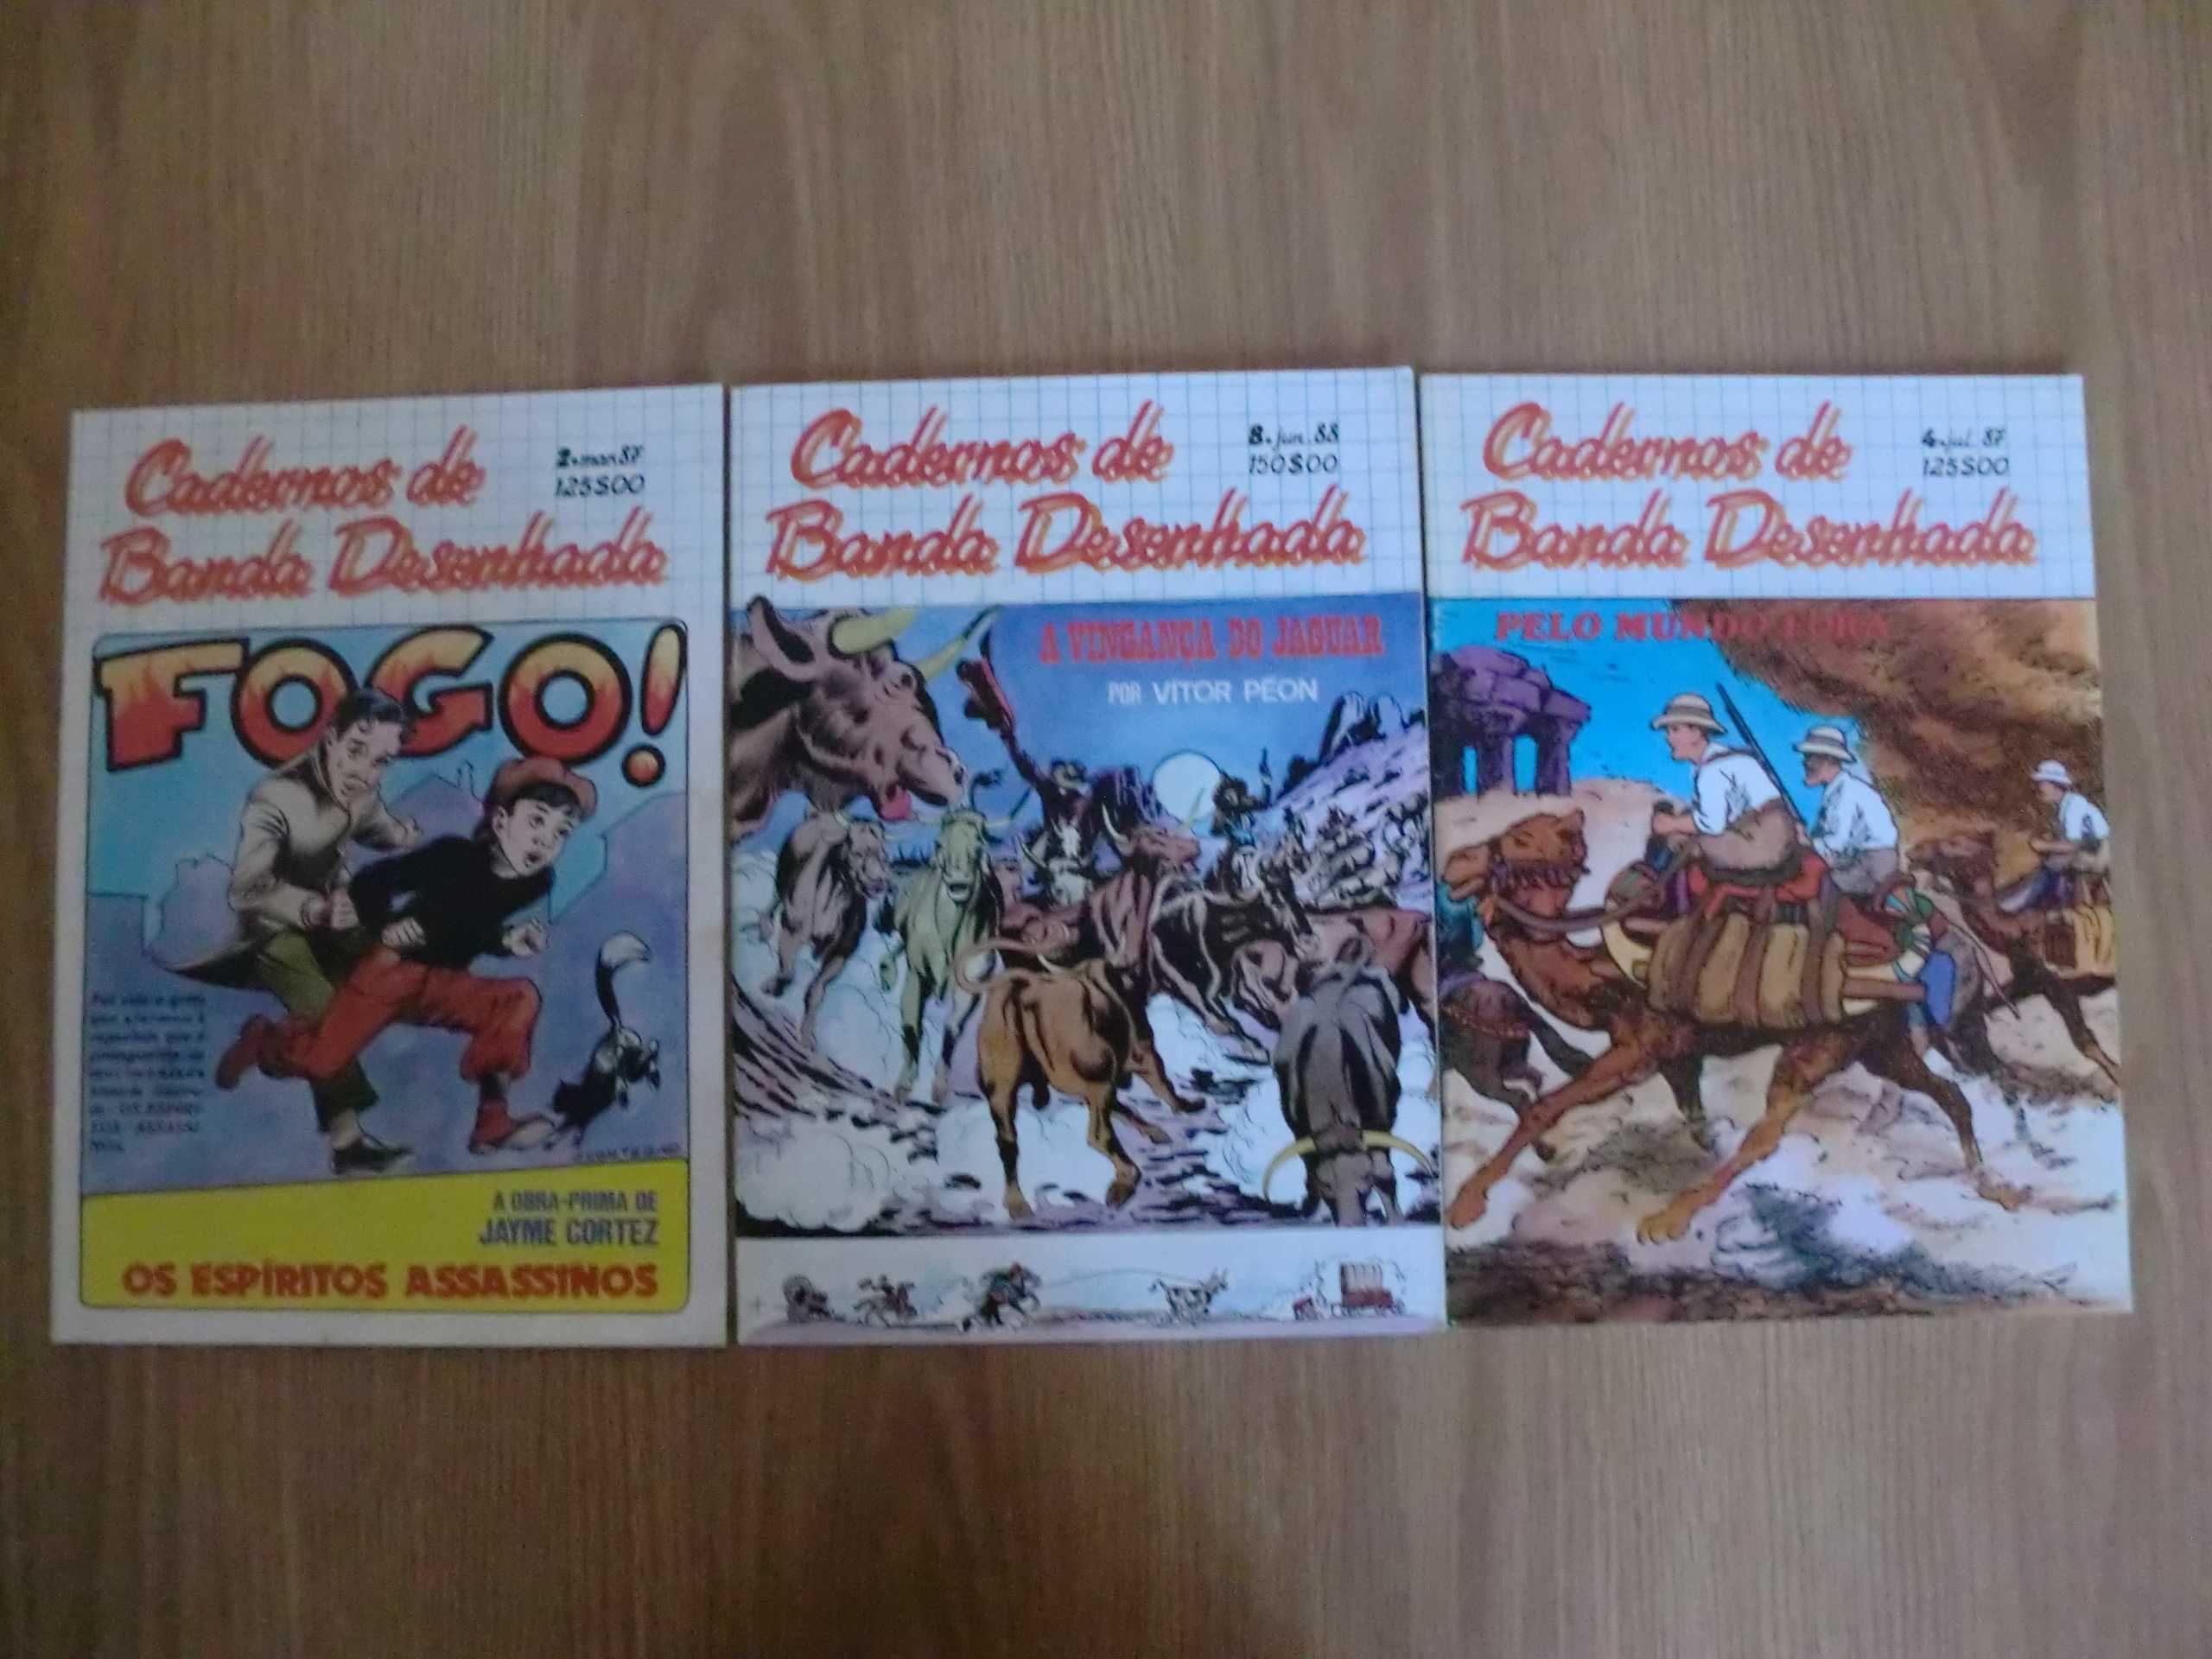 Cadernos de
Banda Desenhada
2. mar. 87
125$00
FOGO!
A OBRA-PRIMA DE
JAYME CORTEZ
OS ESPÍRITOS ASSASSINOS
Cadernos de
Banda Desenhada
8. jun. 88
150$00
A VINGANÇA DO JAGUAR
POR VÍTOR PÉON
Cadernos de
Banda Desenhada
4. jul. 87
125$00
PELO MUNDO FORA